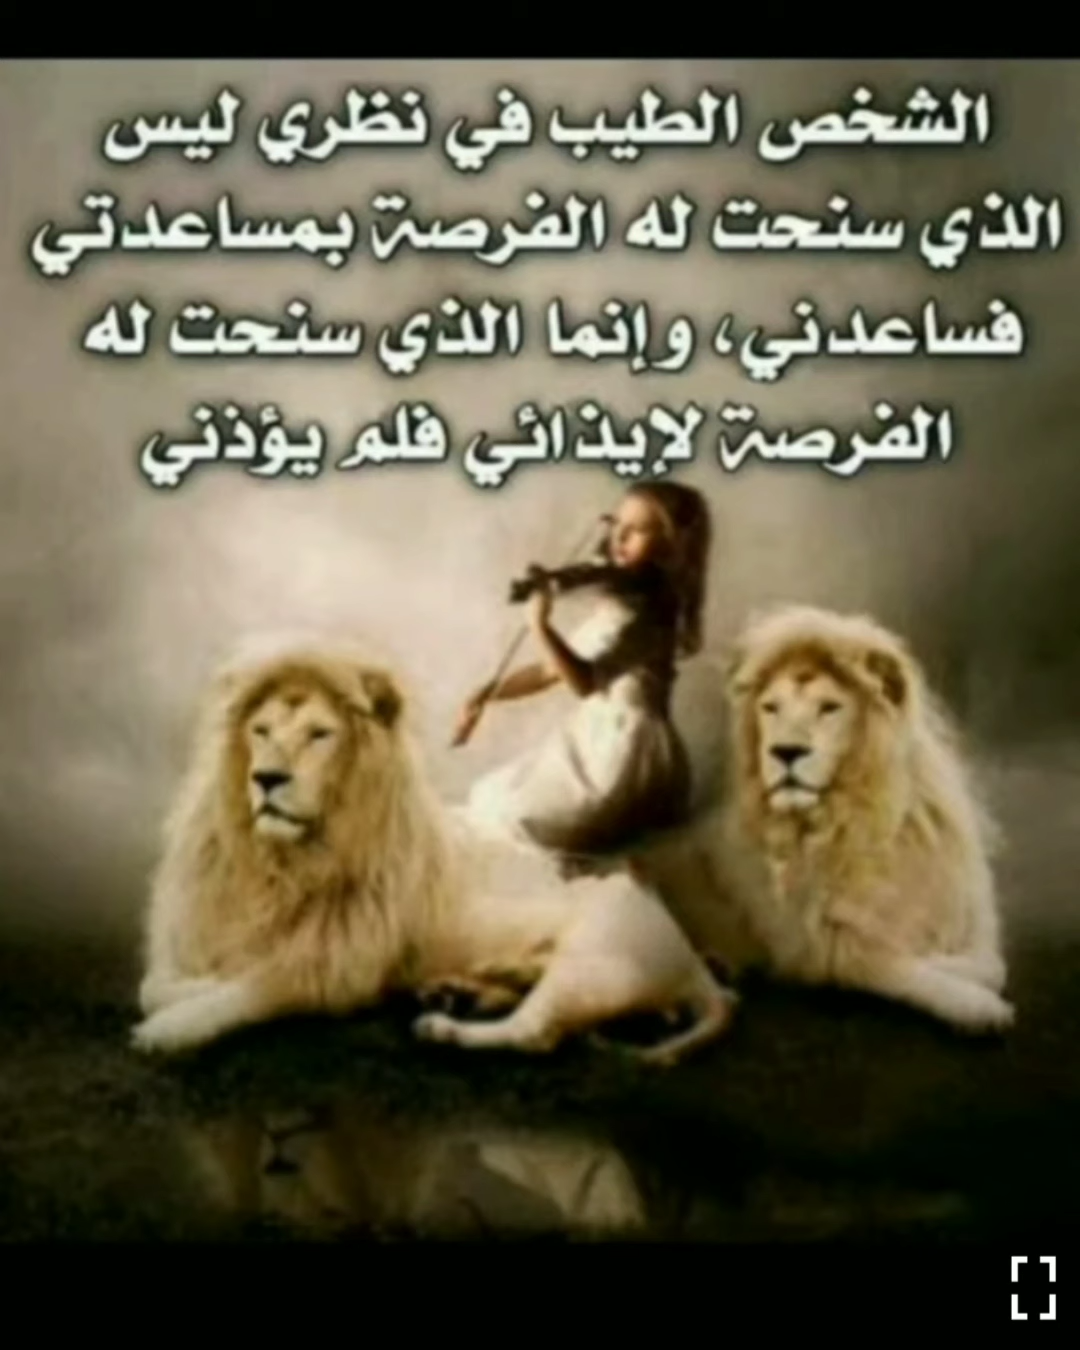 الشخص الطيب في نظري ليس
الذي سنحت له الفرصة بمساعدتي
فساعدني، وإنما الذي سنحت له
الفرصة لإيذائي فلم يؤذني